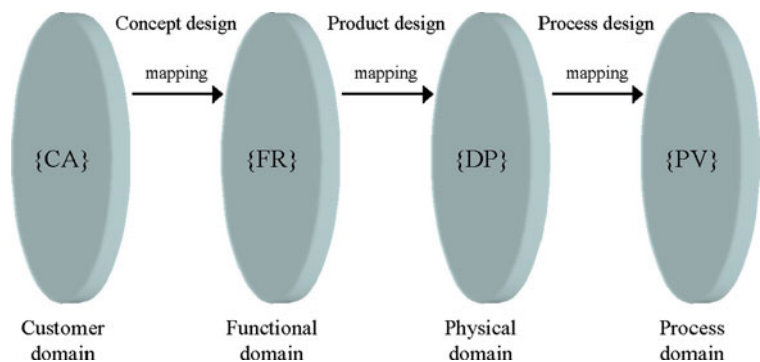 Concept design Product design Process design
mapping mapping mapping
{CA} {FR} {DP} {PV}
Customer Functional Physical Process
domain domain domain domain